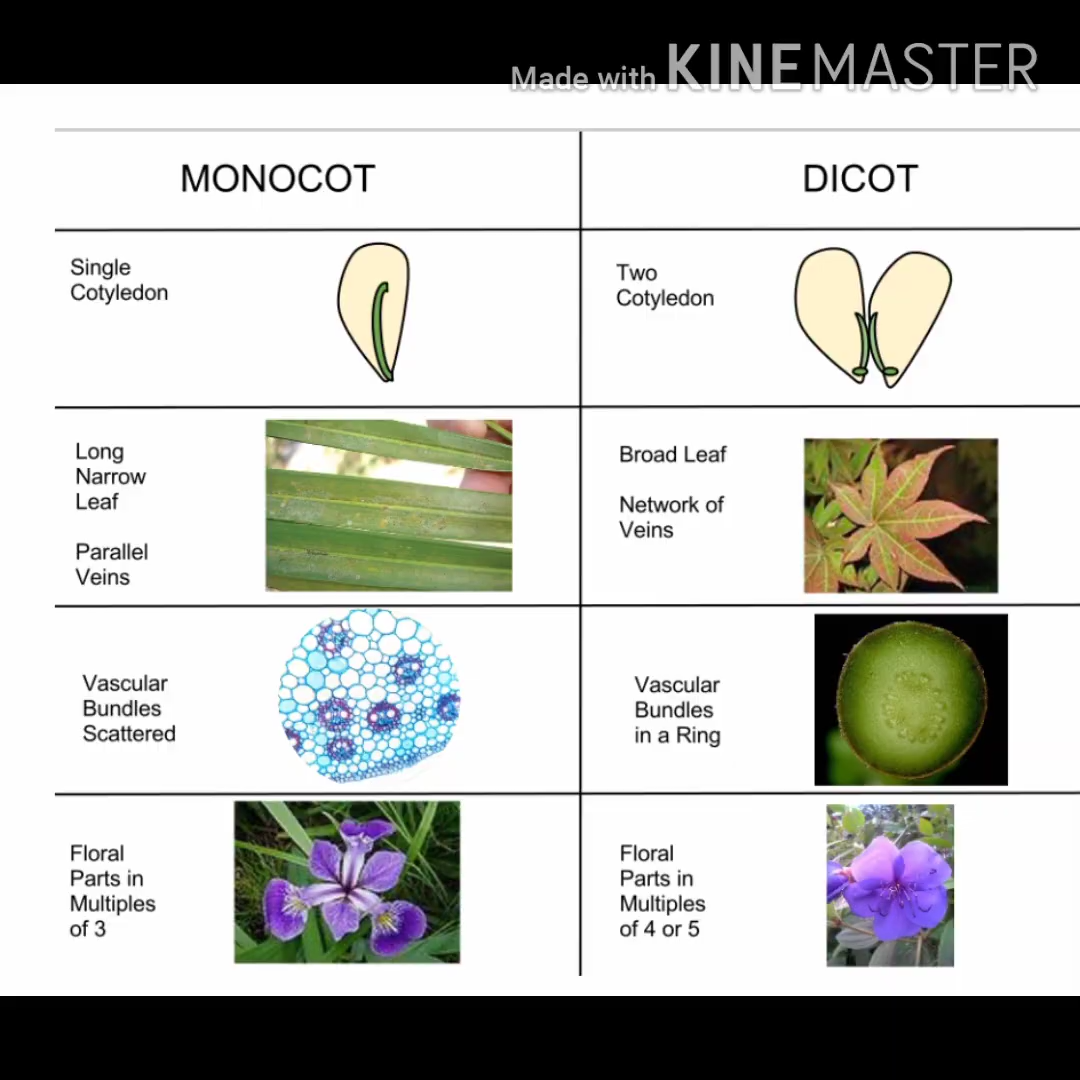 Made with KINEMASTER
MONOCOT
DICOT
Single
Cotyledon
Two
Cotyledon
Long
Narrow
Leaf
Parallel
Veins
Broad Leaf
Network of
Veins
Vascular
Bundles
Scattered
Vascular
Bundles
in a Ring
Floral
Parts in
Multiples
of 3
Floral
Parts in
Multiples
of 4 or 5